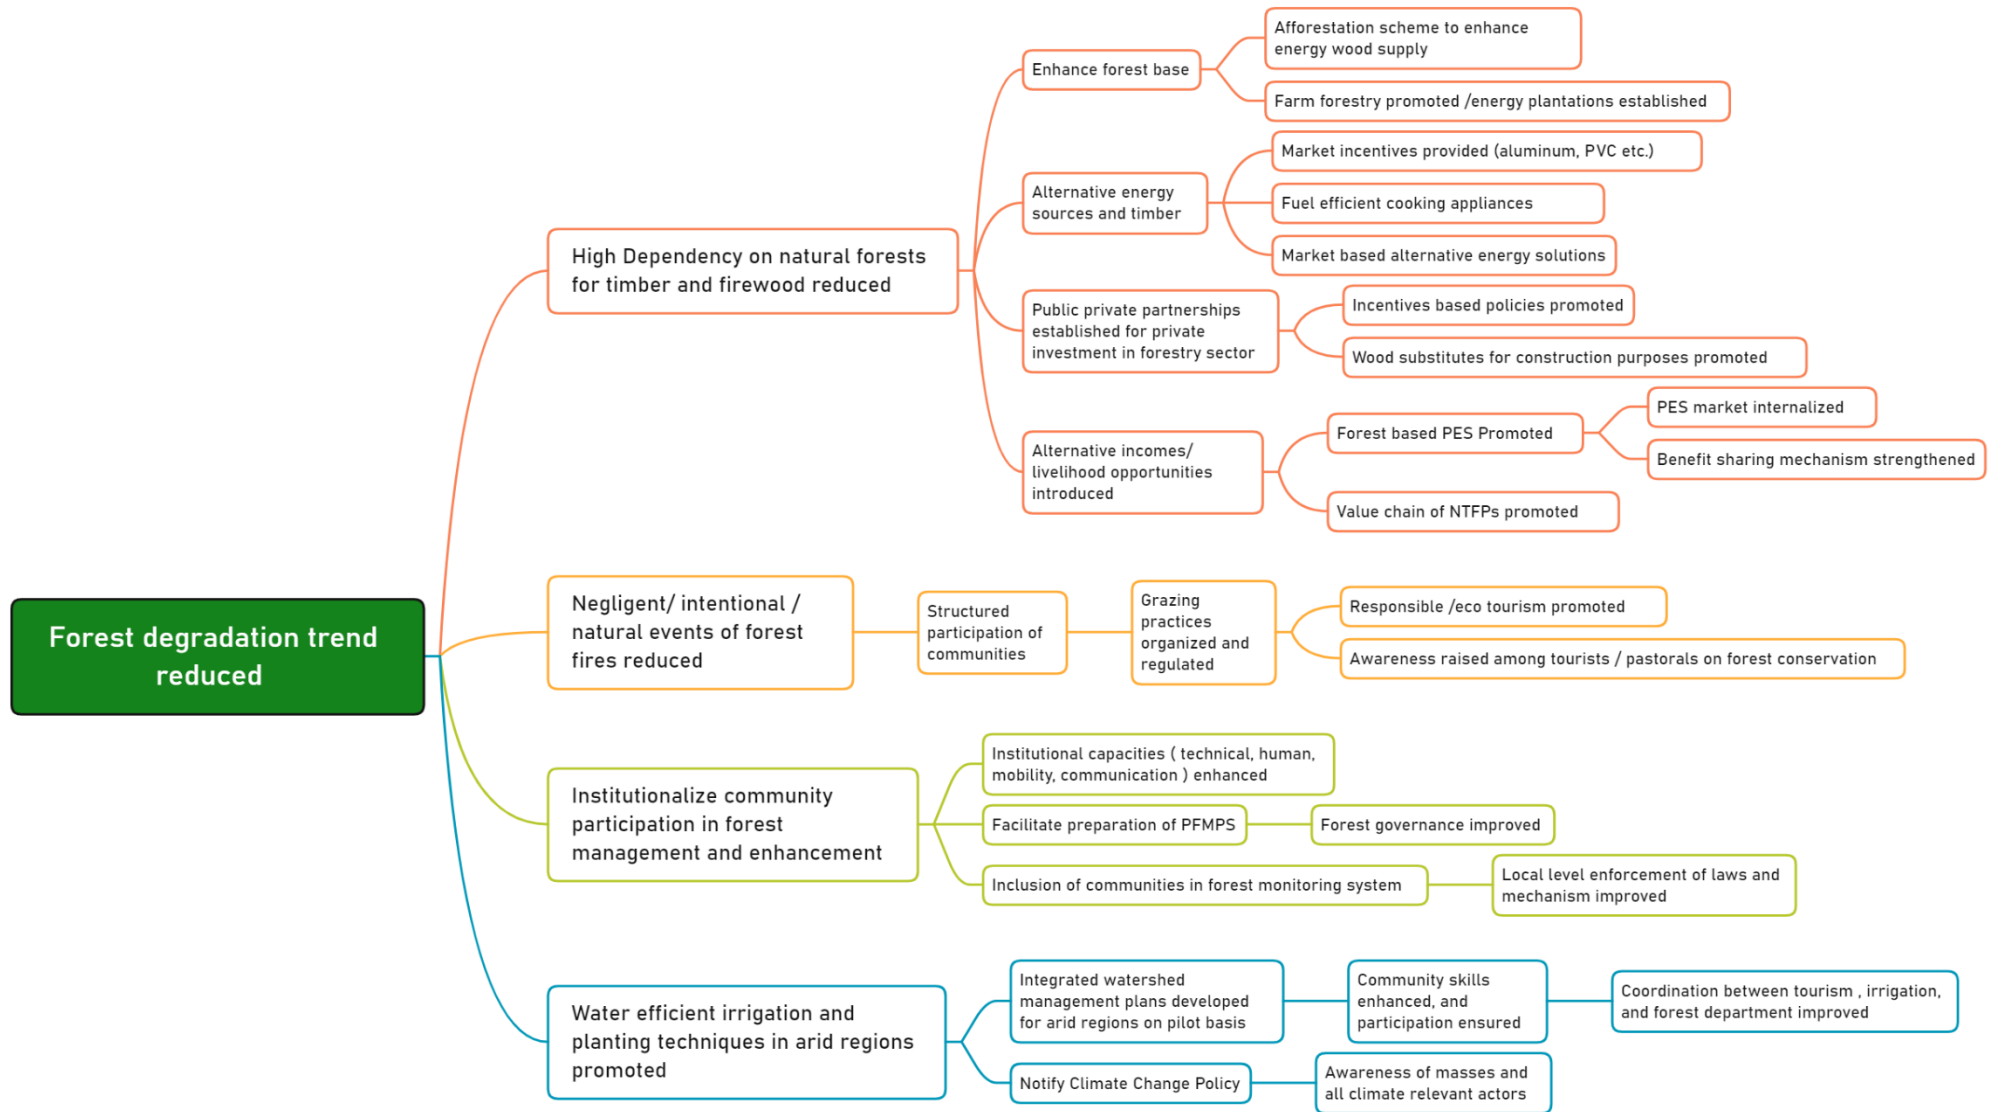 Forest degradation trend
reduced
High Dependency on natural forests
for timber and firewood reduced
Enhance forest base
Afforestation scheme to enhance
energy wood supply
Farm forestry promoted /energy plantations established
Alternative energy
sources and timber
Market incentives provided (aluminum, PVC etc.)
Fuel efficient cooking appliances
Market based alternative energy solutions
Public private partnerships
established for private
investment in forestry sector
Incentives based policies promoted
Wood substitutes for construction purposes promoted
Alternative incomes/
livelihood opportunities
introduced
Forest based PES Promoted
PES market internalized
Benefit sharing mechanism strengthened
Value chain of NTFPs promoted
Negligent/ intentional /
natural events of forest
fires reduced
Structured
participation of
communities
Grazing
practices
organized and
regulated
Responsible /eco tourism promoted
Awareness raised among tourists / pastorals on forest conservation
Institutionalize community
participation in forest
management and enhancement
Institutional capacities ( technical, human,
mobility, communication ) enhanced
Facilitate preparation of PFMPS
Forest governance improved
Inclusion of communities in forest monitoring system
Local level enforcement of laws and
mechanism improved
Water efficient irrigation and
planting techniques in arid regions
promoted
Integrated watershed
management plans developed
for arid regions on pilot basis
Community skills
enhanced, and
participation ensured
Coordination between tourism , irrigation,
and forest department improved
Notify Climate Change Policy
Awareness of masses and
all climate relevant actors